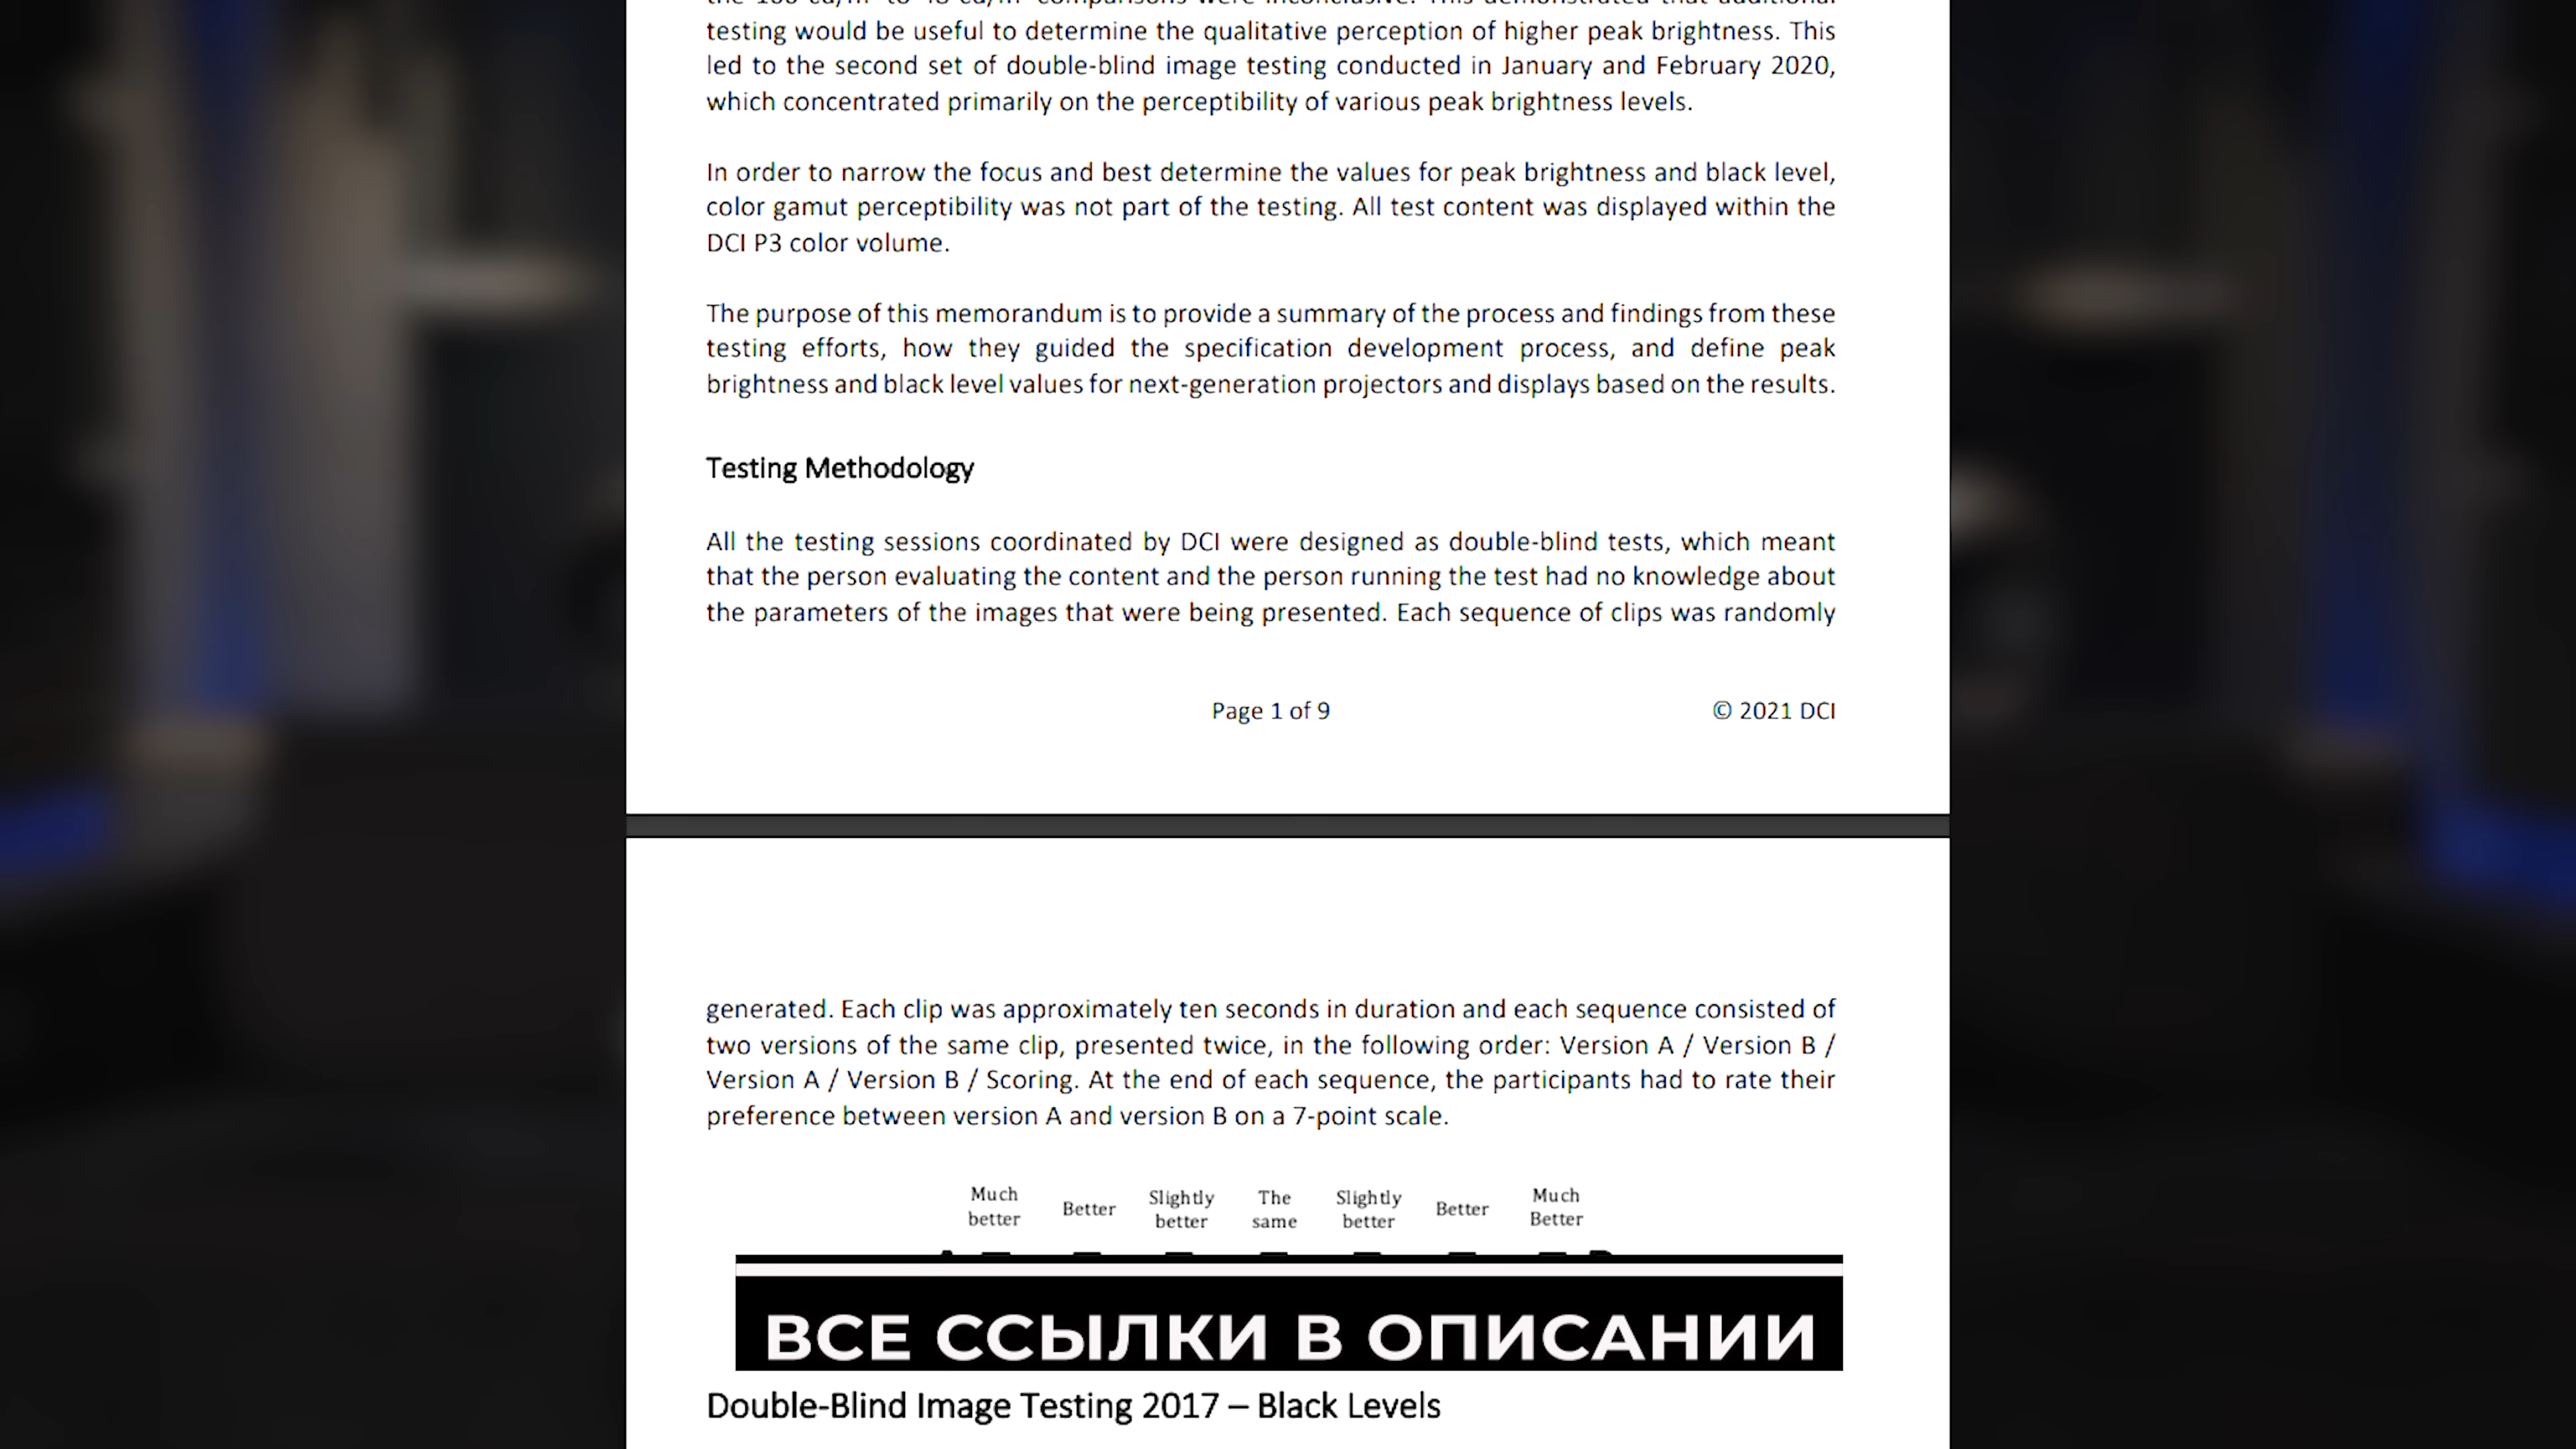 testing would be useful to determine the qualitative perception of higher peak brightness. This
led to the second set of double-blind image testing conducted in January and February 2020,
which concentrated primarily on the perceptibility of various peak brightness levels.
In order to narrow the focus and best determine the values for peak brightness and black level,
color gamut perceptibility was not part of the testing. All test content was displayed within the
DCI P3 color volume.
The purpose of this memorandum is to provide a summary of the process and findings from these
testing efforts, how they guided the specification development process, and define peak
brightness and black level values for next-generation projectors and displays based on the results.
Testing Methodology
All the testing sessions coordinated by DCI were designed as double-blind tests, which meant
that the person evaluating the content and the person running the test had no knowledge about
the parameters of the images that were being presented. Each sequence of clips was randomly
Page 1 of 9 © 2021 DCI
generated. Each clip was approximately ten seconds in duration and each sequence consisted of
two versions of the same clip, presented twice, in the following order: Version A / Version B /
Version A / Version B / Scoring. At the end of each sequence, the participants had to rate their
preference between version A and version B on a 7-point scale.
Much better Better Slightly better The same Slightly better Better Much Better
ВСЕ ССЫЛКИ В ОПИСАНИИ
Double-Blind Image Testing 2017 – Black Levels